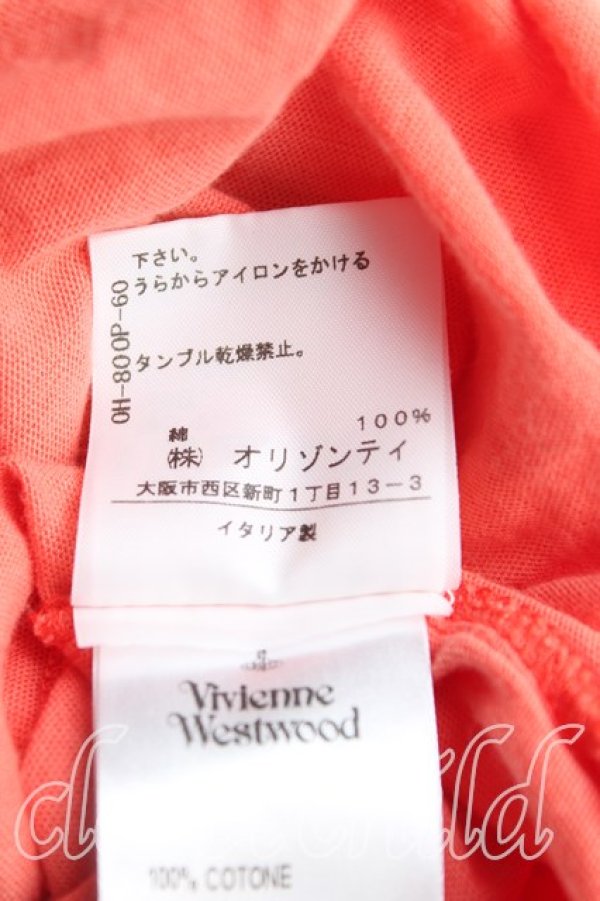 下さい。
うらからアイロンをかける
タンブル乾燥禁止。
OH-800P-60
綿 100%
㈱ オリゾンティ
大阪市西区新町1丁目13-3
イタリア製
Vivienne
Westwood
100% COTONE